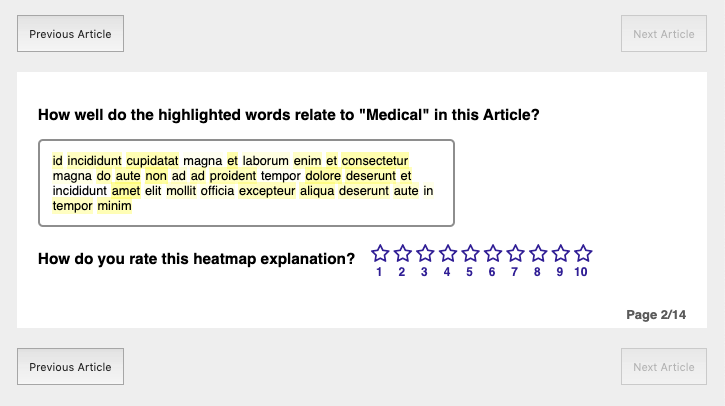 Previous Article
Next Article
How well do the highlighted words relate to "Medical" in this Article?
id incididunt cupidatat magna et laborum enim et consectetur
magna do aute non ad ad proident tempor dolore deserunt et
incididunt amet elit mollit officia excepteur aliqua deserunt aute in
tempor minim
How do you rate this heatmap explanation?
1 2 3 4 5 6 7 8 9 10
Page 2/14
Previous Article
Next Article